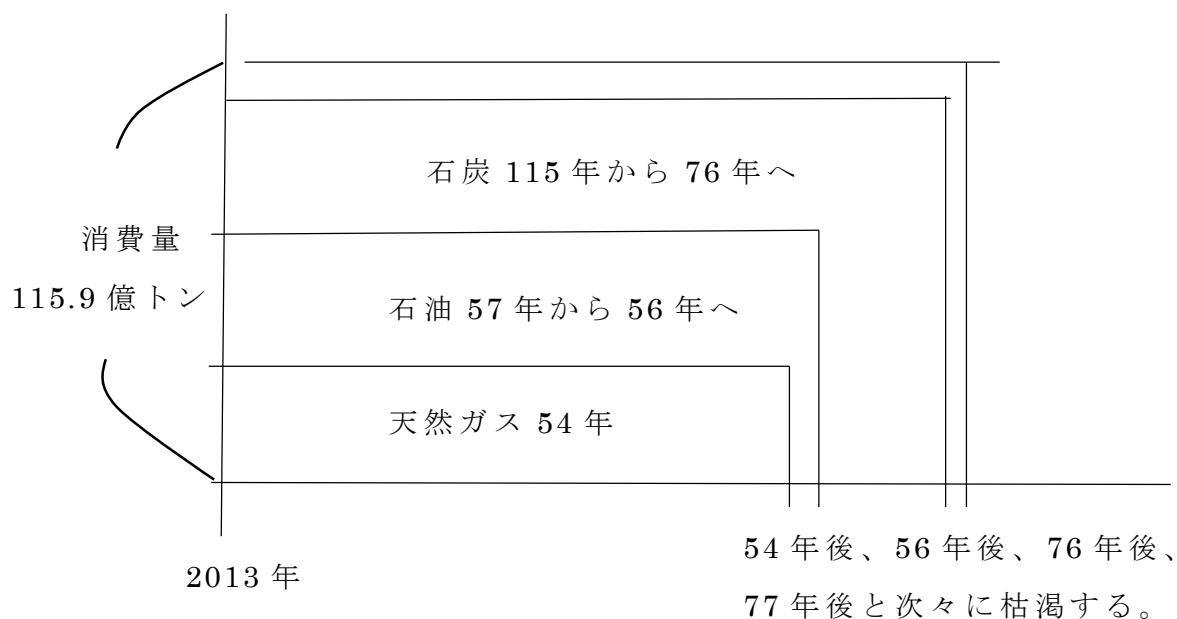 石炭 115 年から 76 年へ
消費量
115.9 億トン
石油 57 年から 56 年へ
天然ガス 54 年
2013 年
54 年後、56 年後、76 年後、
77 年後と次々に枯渇する。